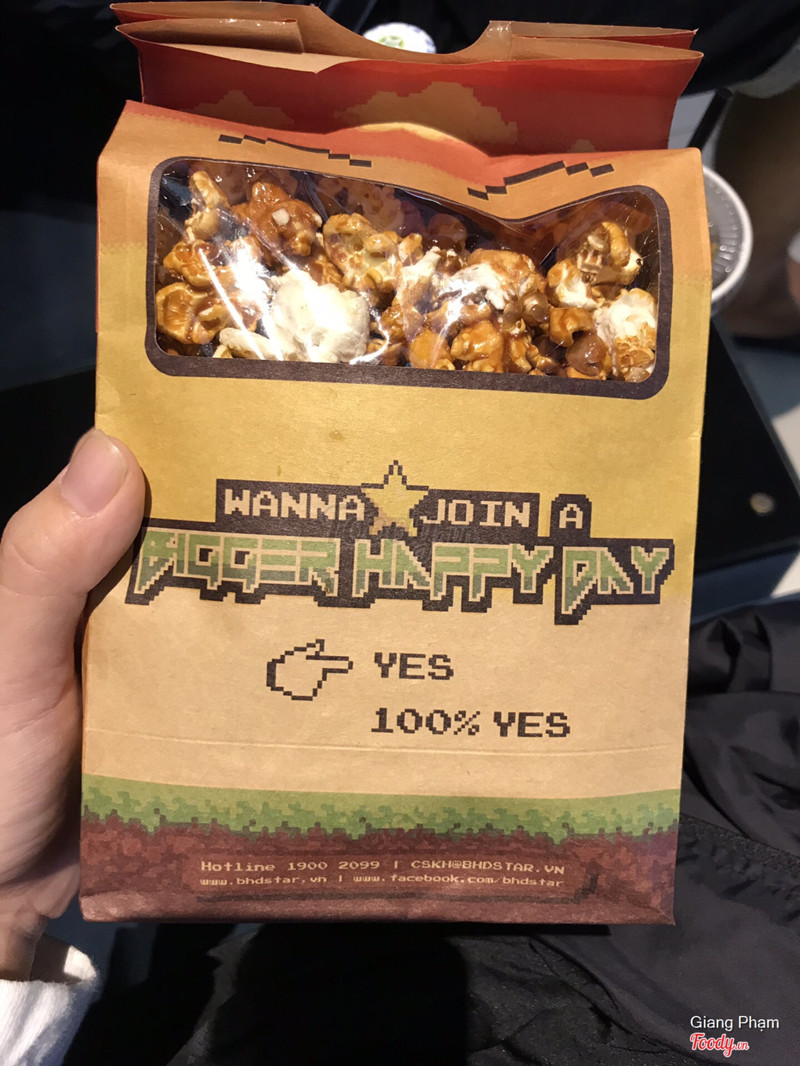 WANNA JOIN A
BIGGER HAPPY DAY
YES
100% YES
Hotline 1900 2099 | CSKH@BHDSTAR.VN
www.bhdstar.vn | www.facebook.com/bhdstar
Giang Phạm
Foody.vn